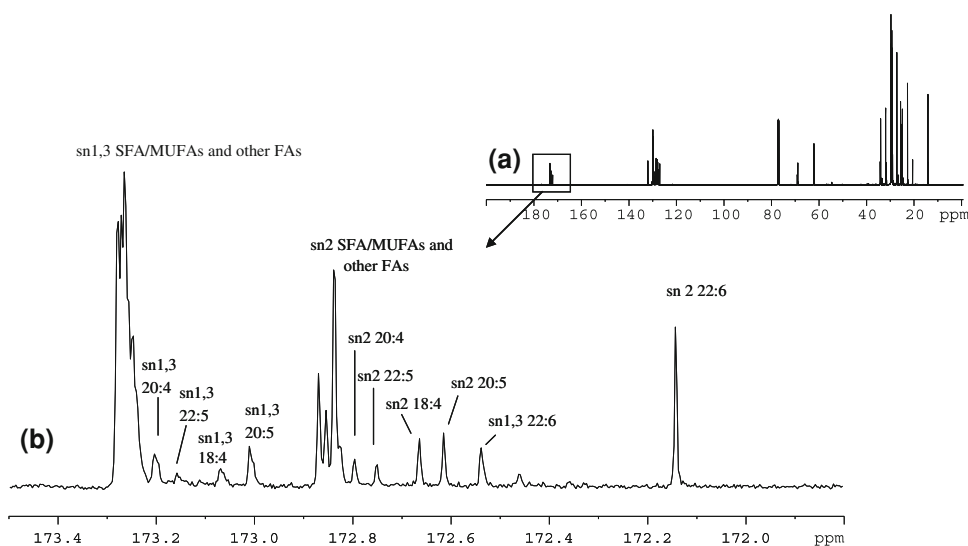 (a)
180 160 140 120 100 80 60 40 20 ppm
sn1,3 SFA/MUFAs and other FAs
sn2 SFA/MUFAs and
other FAs
sn 2 22:6
sn2 20:4
sn1,3
20:4
sn1,3
22:5
sn2 22:5
sn2 20:5
sn2 18:4
sn1,3
20:5
sn1,3 22:6
sn1,3
18:4
(b)
173.4 173.2 173.0 172.8 172.6 172.4 172.2 172.0 ppm